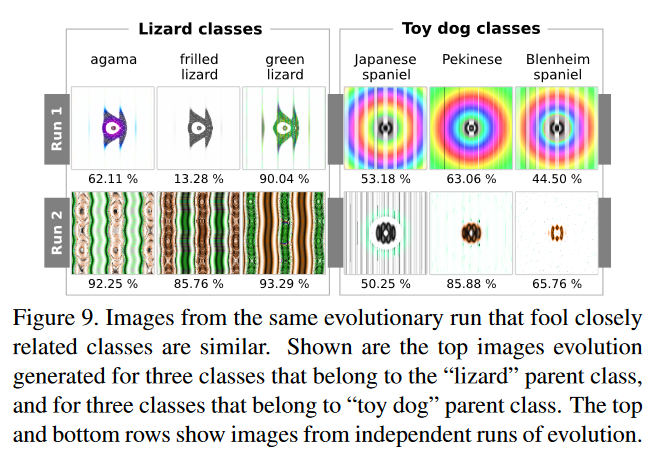 Lizard classes
Toy dog classes
agama
frilled
lizard
green
lizard
Japanese
spaniel
Pekinese
Blenheim
spaniel
Run 1
62.11 %
13.28 %
90.04 %
53.18 %
63.06 %
44.50 %
Run 2
92.25 %
85.76 %
93.29 %
50.25 %
85.88 %
65.76 %
Figure 9. Images from the same evolutionary run that fool closely
related classes are similar. Shown are the top images evolution
generated for three classes that belong to the “lizard” parent class,
and for three classes that belong to “toy dog” parent class. The top
and bottom rows show images from independent runs of evolution.